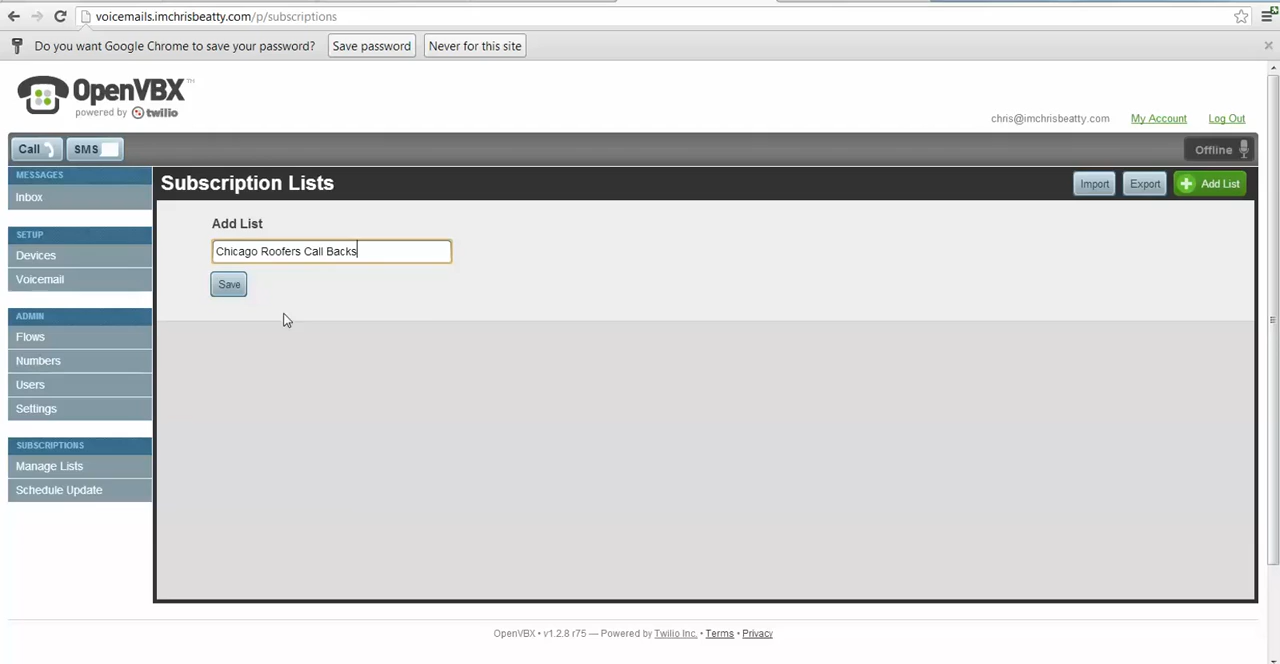 voicemails.imchrisbeatty.com/p/subscriptions
Do you want Google Chrome to save your password? Save password Never for this site
OpenVBX™
powered by twilio
chris@imchrisbeatty.com My Account Log Out
Call SMS Offline
MESSAGES
Inbox
SETUP
Devices
Voicemail
ADMIN
Flows
Numbers
Users
Settings
SUBSCRIPTIONS
Manage Lists
Schedule Update
Subscription Lists Import Export Add List
Add List
Chicago Roofers Call Backs
Save
OpenVBX • v1.2.8 r75 — Powered by Twilio Inc. • Terms • Privacy